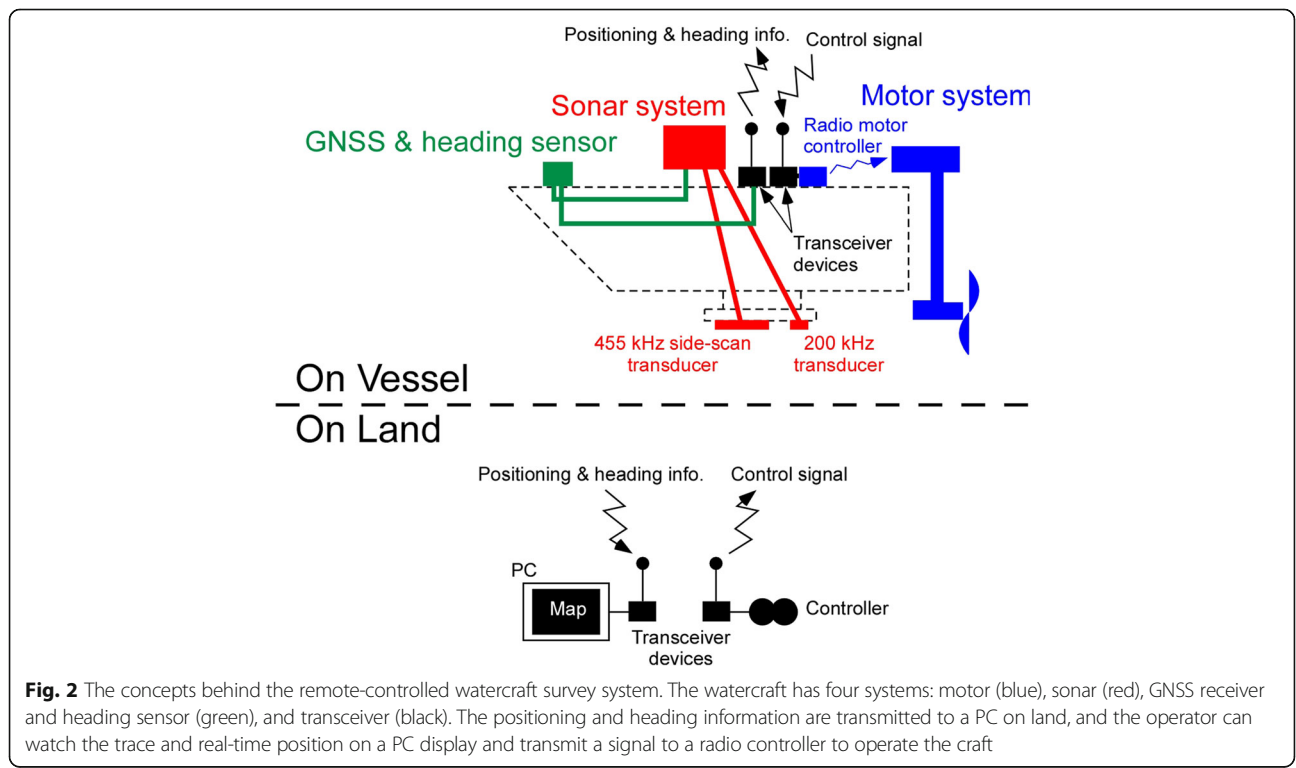 Positioning & heading info.
Control signal
Sonar system
Motor system
GNSS & heading sensor
Radio motor
controller
Transceiver
devices
455 kHz side-scan
transducer
200 kHz
transducer
On Vessel
On Land
Positioning & heading info.
Control signal
PC
Map
Controller
Transceiver
devices
Fig. 2 The concepts behind the remote-controlled watercraft survey system. The watercraft has four systems: motor (blue), sonar (red), GNSS receiver
and heading sensor (green), and transceiver (black). The positioning and heading information are transmitted to a PC on land, and the operator can
watch the trace and real-time position on a PC display and transmit a signal to a radio controller to operate the craft